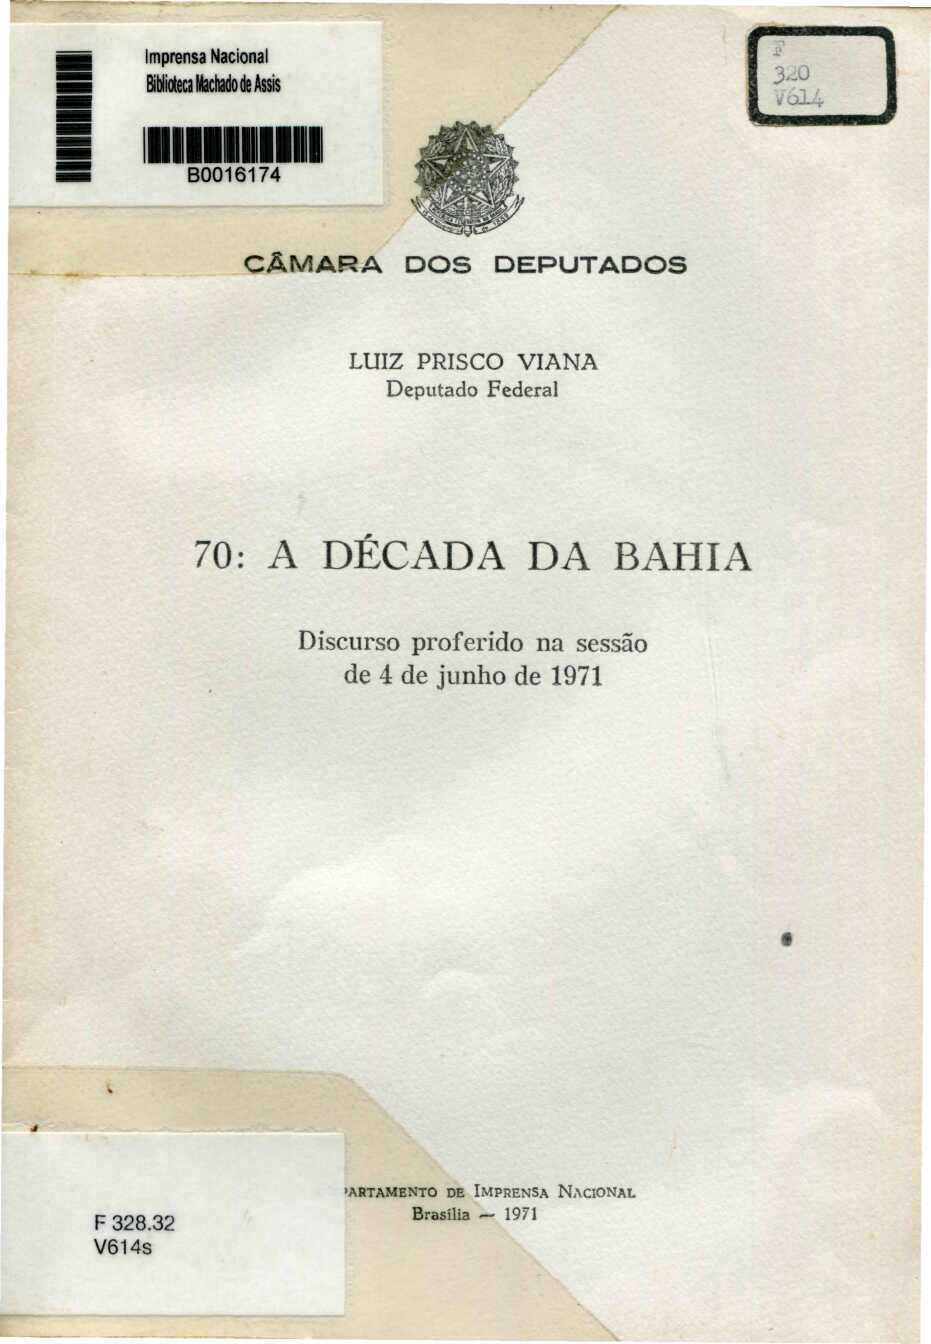 Imprensa Nacional
Biblioteca Machado de Assis
B0016174
F
320
V614
CÂMARA DOS DEPUTADOS
LUIZ PRISCO VIANA
Deputado Federal
70: A DÉCADA DA BAHIA
Discurso proferido na sessão
de 4 de junho de 1971
PARTAMENTO DE IMPRENSA NACIONAL
Brasília — 1971
F 328.32
V614s